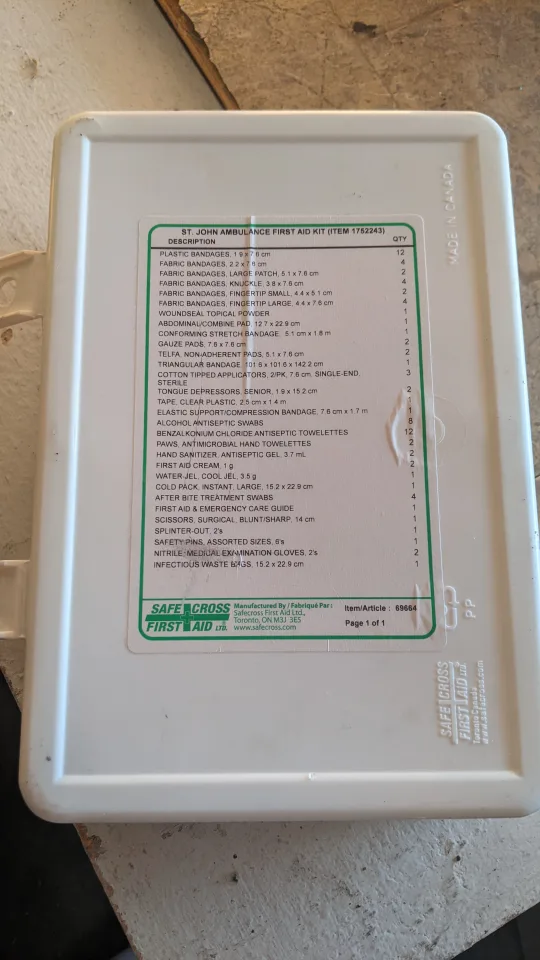 ST. JOHN AMBULANCE FIRST AID KIT (ITEM 1752243)
DESCRIPTION QTY
PLASTIC BANDAGES, 1.9 x 7.6 cm 12
FABRIC BANDAGES, 2.2 x 7.6 cm 4
FABRIC BANDAGES, LARGE PATCH, 5.1 x 7.6 cm 2
FABRIC BANDAGES, KNUCKLE, 3.8 x 7.6 cm 4
FABRIC BANDAGES, FINGERTIP SMALL, 4.4 x 5.1 cm 2
FABRIC BANDAGES, FINGERTIP LARGE, 4.4 x 7.6 cm 4
WOUNDSEAL TOPICAL POWDER 1
ABDOMINAL/COMBINE PAD, 12.7 x 22.9 cm 1
CONFORMING STRETCH BANDAGE, 5.1 cm x 1.8 m 1
GAUZE PADS, 7.6 x 7.6 cm 2
TELFA, NON-ADHERENT PADS, 5.1 x 7.6 cm 2
TRIANGULAR BANDAGE, 101.6 x 101.6 x 142.2 cm 1
COTTON TIPPED APPLICATORS, 2/PK, 7.6 cm, SINGLE-END, 3
STERILE
TONGUE DEPRESSORS, SENIOR, 1.9 x 15.2 cm 2
TAPE, CLEAR PLASTIC, 2.5 cm x 1.4 m 1
ELASTIC SUPPORT/COMPRESSION BANDAGE, 7.6 cm x 1.7 m 1
ALCOHOL ANTISEPTIC SWABS 8
BENZALKONIUM CHLORIDE ANTISEPTIC TOWELETTES 12
PAWS, ANTIMICROBIAL HAND TOWELETTES 2
HAND SANITIZER, ANTISEPTIC GEL, 3.7 mL 2
FIRST AID CREAM, 1 g 2
WATER-JEL, COOL JEL, 3.5 g 1
COLD PACK, INSTANT, LARGE, 15.2 x 22.9 cm 1
AFTER BITE TREATMENT SWABS 4
FIRST AID & EMERGENCY CARE GUIDE 1
SCISSORS, SURGICAL, BLUNT/SHARP, 14 cm 1
SPLINTER-OUT, 2's 1
SAFETY PINS, ASSORTED SIZES, 6's 1
NITRILE, MEDICAL EXAMINATION GLOVES, 2's 2
INFECTIOUS WASTE BAGS, 15.2 x 22.9 cm 1
SAFE CROSS
FIRST AID LTD.
Manufactured By / Fabriqué Par :
Safecross First Aid Ltd.,
Toronto, ON M3J 3E5
www.safecross.com
Item/Article : 69664
Page 1 of 1
MADE IN CANADA
PP
SAFE CROSS
FIRST AID LTD.
Toronto Canada
www.safecross.com